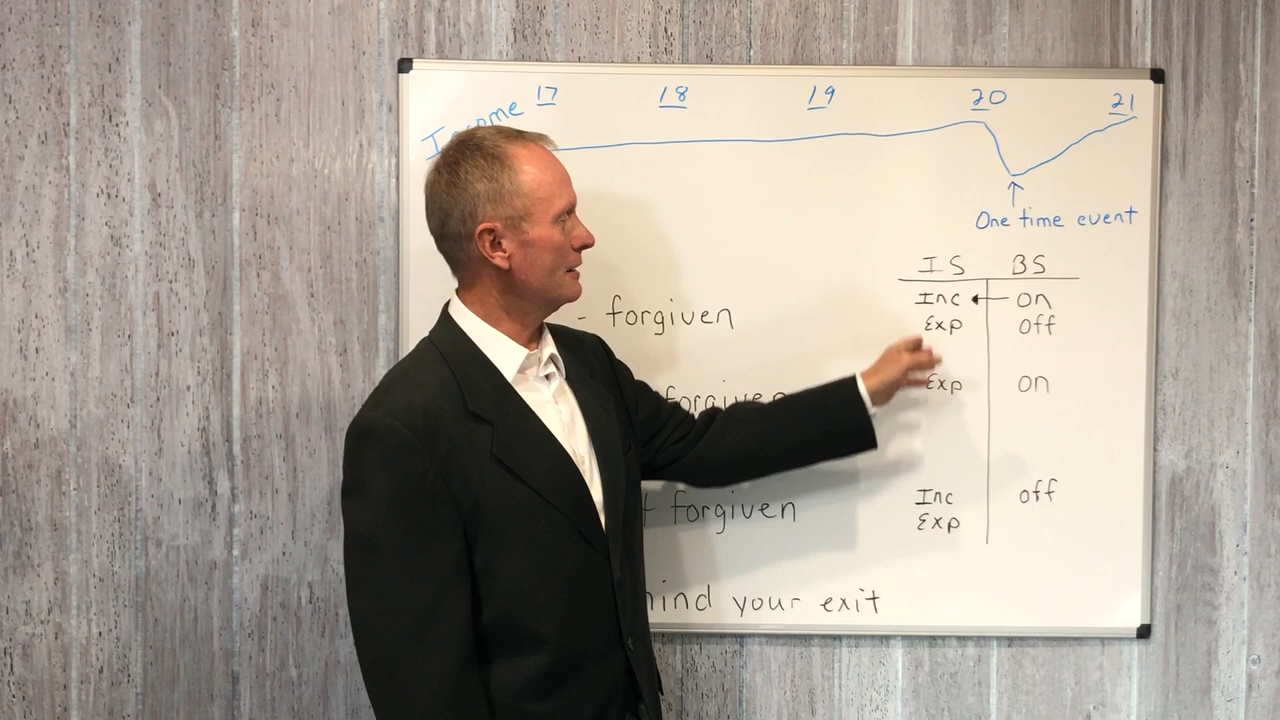 17 18 19 20 21
Income
One time event
IS BS
Inc ← on
- forgiven
Exp off
Exp on
forgiven
Inc off
forgiven
Exp
your exit